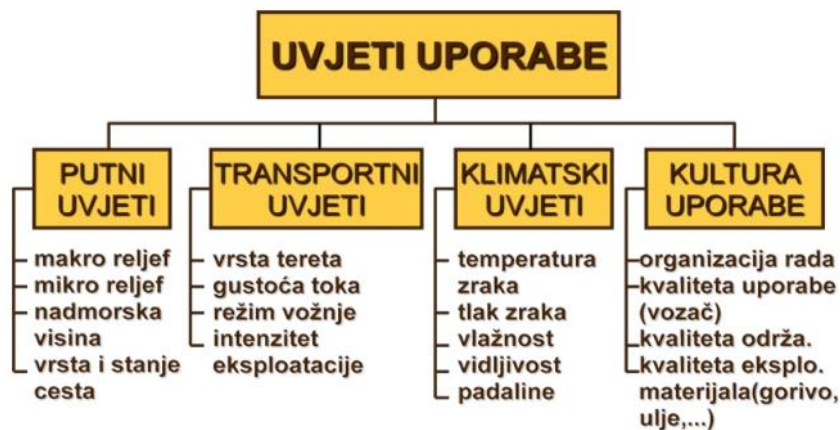 UVJETI UPORABE
PUTNI
UVJETI
makro reljef
mikro reljef
nadmorska
visina
vrsta i stanje
cesta
TRANSPORTNI
UVJETI
vrsta tereta
gustoća toka
režim vožnje
intenzitet
eksploatacije
KLIMATSKI
UVJETI
temperatura
zraka
tlak zraka
vlažnost
vidljivost
padaline
KULTURA
UPORABE
organizacija rada
kvaliteta uporabe
(vozač)
kvaliteta održa.
kvaliteta eksplo.
materijala(gorivo,
ulje,...)